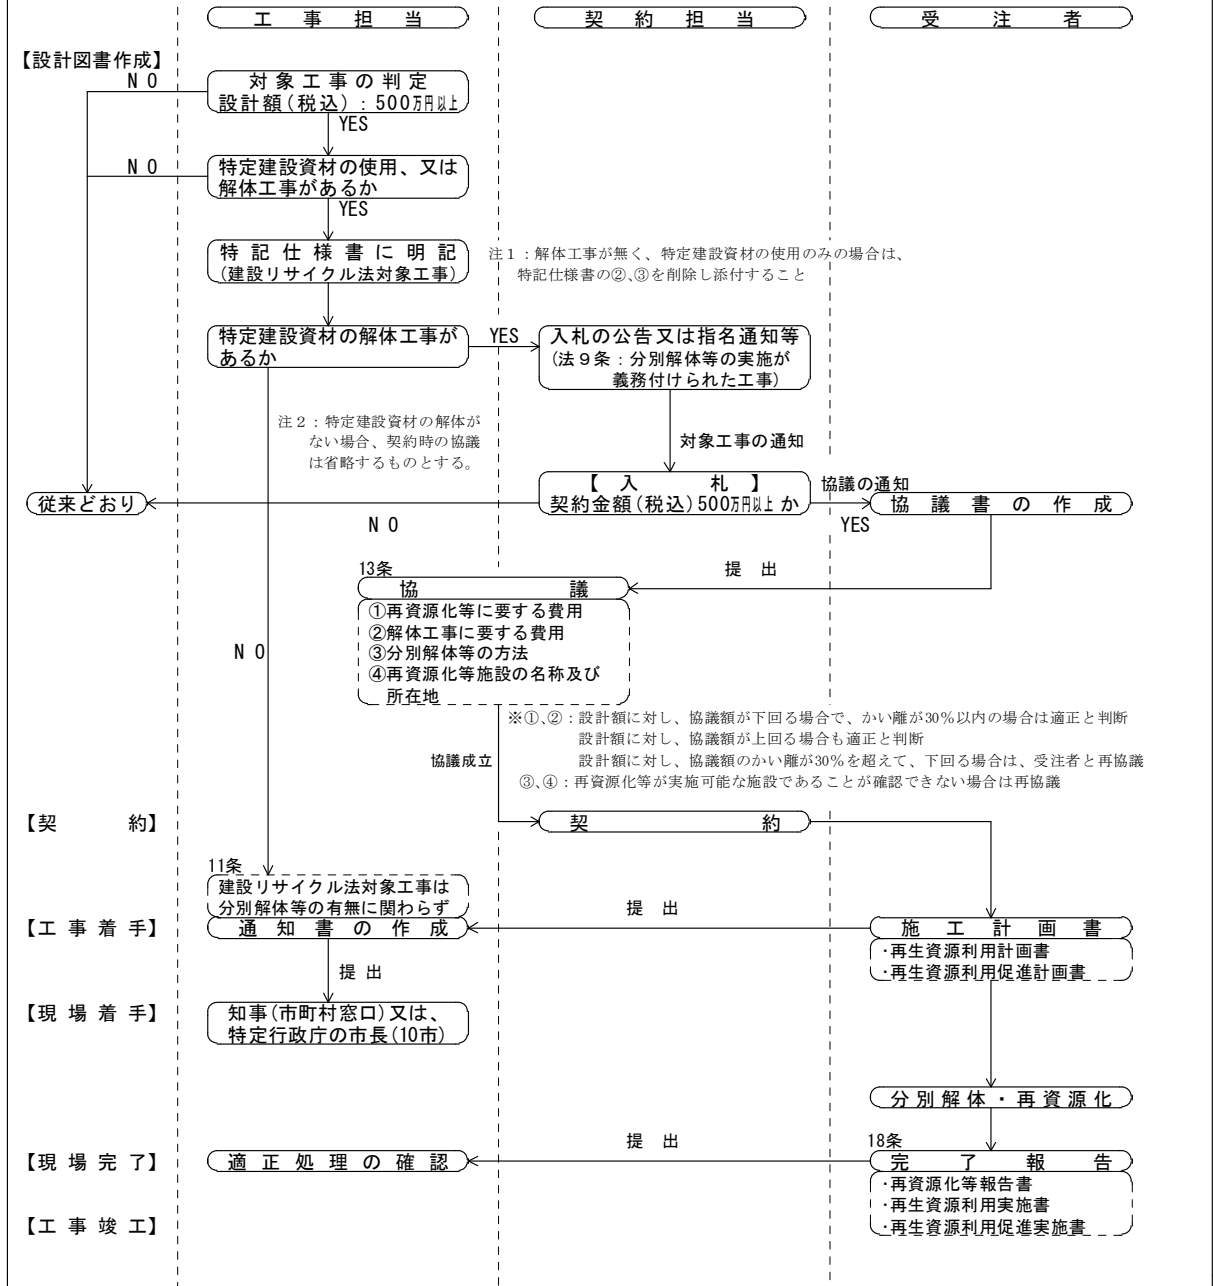 工事担当
契約担当
受注者
【設計図書作成】
ＮＯ
対象工事の判定
設計額(税込)：500万円以上
YES
ＮＯ
特定建設資材の使用、又は
解体工事があるか
YES
特記仕様書に明記
(建設リサイクル法対象工事)
注１：解体工事が無く、特定建設資材の使用のみの場合は、
特記仕様書の②、③を削除し添付すること
特定建設資材の解体工事が
あるか
YES
入札の公告又は指名通知等
(法９条：分別解体等の実施が
義務付けられた工事)
注２：特定建設資材の解体が
ない場合、契約時の協議
は省略するものとする。
対象工事の通知
従来どおり
【入札】
契約金額(税込)500万円以上か
協議の通知
協議書の作成
ＮＯ
YES
13条
提出
協議
①再資源化等に要する費用
②解体工事に要する費用
③分別解体等の方法
④再資源化等施設の名称及び
所在地
ＮＯ
※①、②：設計額に対し、協議額が下回る場合で、かい離が30％以内の場合は適正と判断
設計額に対し、協議額が上回る場合も適正と判断
設計額に対し、協議額のかい離が30％を超えて、下回る場合は、受注者と再協議
③、④：再資源化等が実施可能な施設であることが確認できない場合は再協議
協議成立
【契約】
契約
11条
建設リサイクル法対象工事は
分別解体等の有無に関わらず
【工事着手】
通知書の作成
提出
施工計画書
・再生資源利用計画書
・再生資源利用促進計画書
提出
【現場着手】
知事(市町村窓口)又は、
特定行政庁の市長(10市)
分別解体・再資源化
18条
【現場完了】
適正処理の確認
提出
完了報告
・再資源化等報告書
・再生資源利用実施書
・再生資源利用促進実施書
【工事竣工】